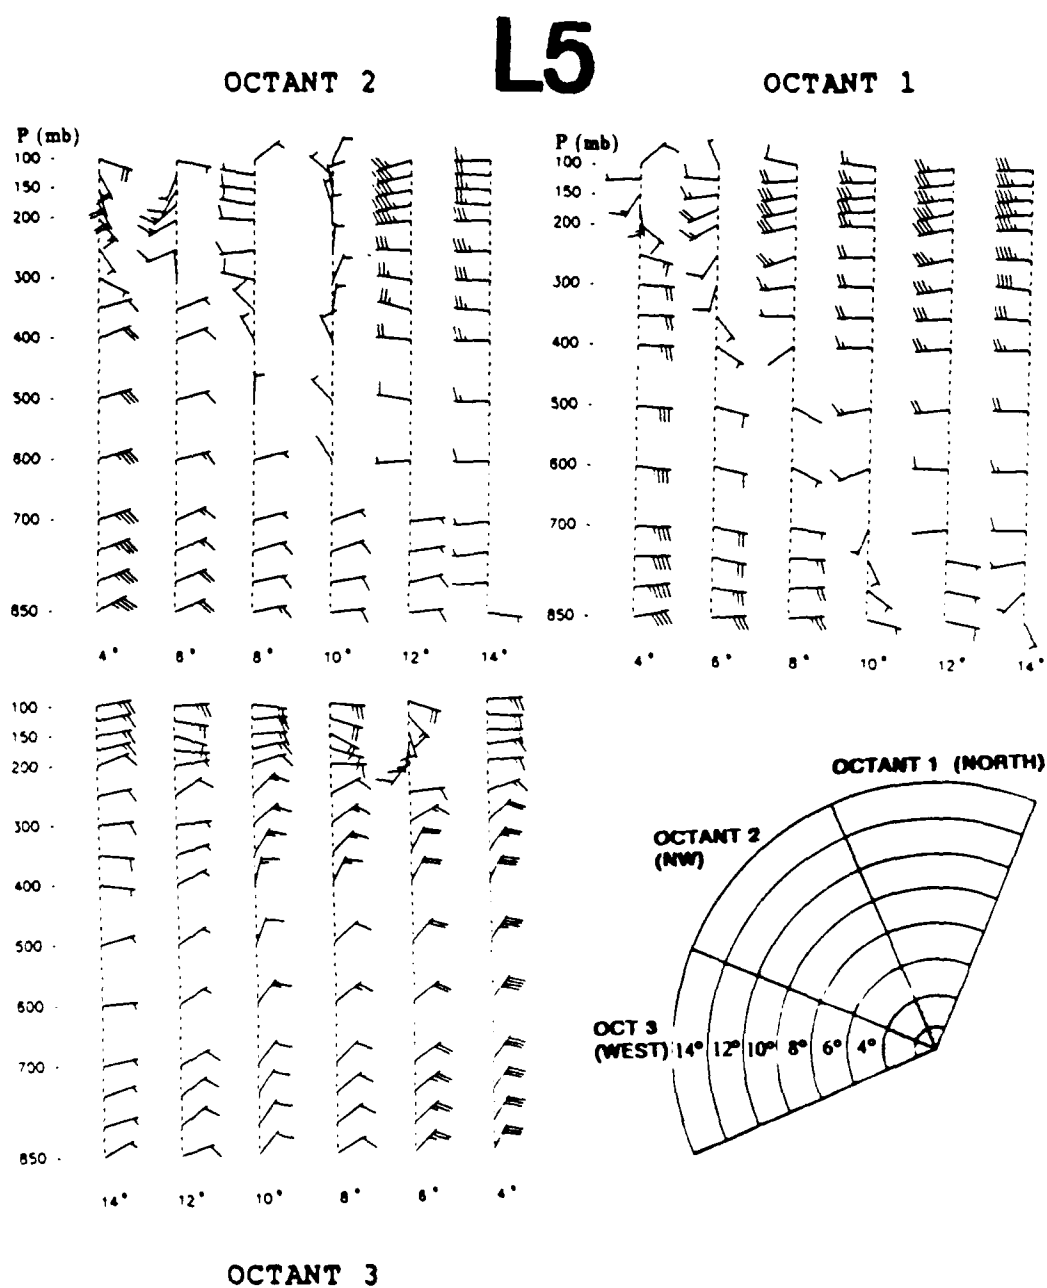 L5
OCTANT 2
OCTANT 1
P (mb)
100
150
200
300
400
500
600
700
850
4° 6° 8° 10° 12° 14°
P (mb)
100
150
200
300
400
500
600
700
850
4° 6° 8° 10° 12° 14°
100
150
200
300
400
500
600
700
850
14° 12° 10° 8° 6° 4°
OCTANT 3
OCTANT 1 (NORTH)
OCTANT 2
(NW)
OCT 3
(WEST) 14° 12° 10° 8° 6° 4°